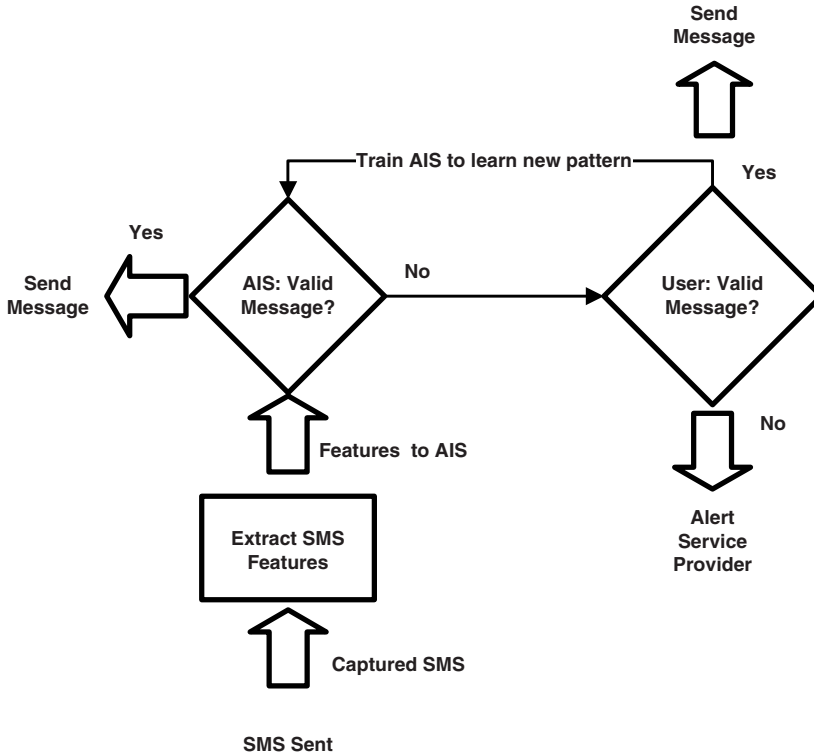 Send
Message
Train AIS to learn new pattern
Yes
Yes
Send
Message
AIS: Valid
Message?
No
User: Valid
Message?
No
Features to AIS
Alert
Service
Provider
Extract SMS
Features
Captured SMS
SMS Sent